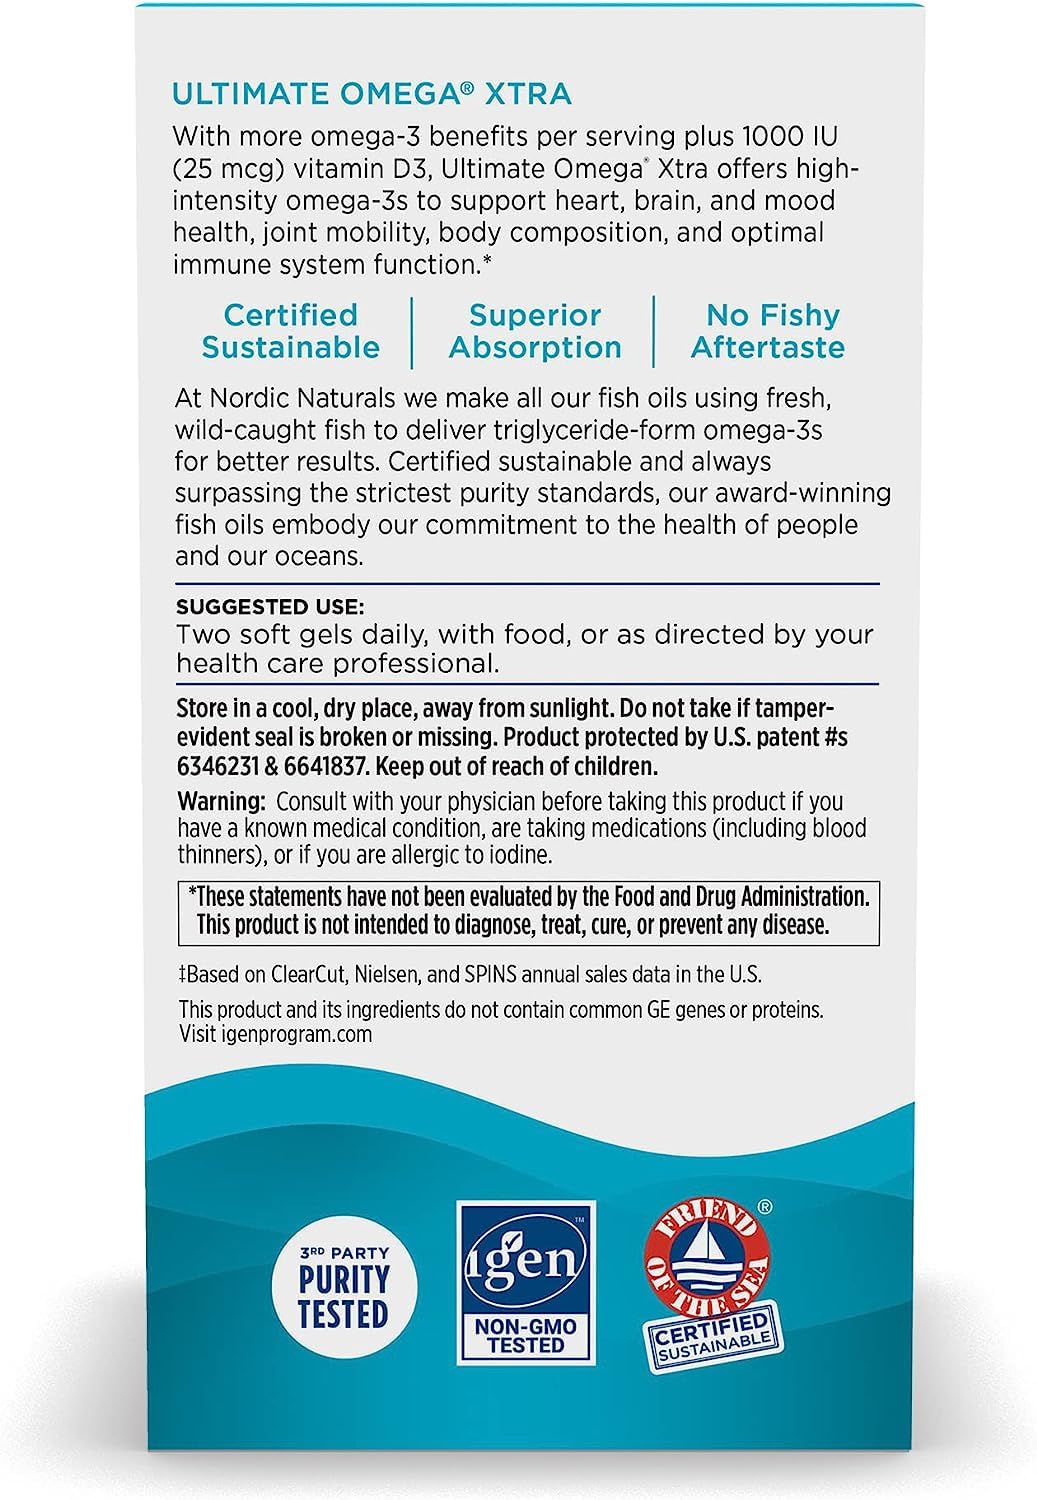 ULTIMATE OMEGA® XTRA
With more omega-3 benefits per serving plus 1000 IU
(25 mcg) vitamin D3, Ultimate Omega® Xtra offers high-
intensity omega-3s to support heart, brain, and mood
health, joint mobility, body composition, and optimal
immune system function.*
Certified Sustainable
Superior Absorption
No Fishy Aftertaste
At Nordic Naturals we make all our fish oils using fresh,
wild-caught fish to deliver triglyceride-form omega-3s
for better results. Certified sustainable and always
surpassing the strictest purity standards, our award-winning
fish oils embody our commitment to the health of people
and our oceans.
SUGGESTED USE:
Two soft gels daily, with food, or as directed by your
health care professional.
Store in a cool, dry place, away from sunlight. Do not take if tamper-
evident seal is broken or missing. Product protected by U.S. patent #s
6346231 & 6641837. Keep out of reach of children.
Warning: Consult with your physician before taking this product if you
have a known medical condition, are taking medications (including blood
thinners), or if you are allergic to iodine.
*These statements have not been evaluated by the Food and Drug Administration.
This product is not intended to diagnose, treat, cure, or prevent any disease.
‡Based on ClearCut, Nielsen, and SPINS annual sales data in the U.S.
This product and its ingredients do not contain common GE genes or proteins.
Visit igenprogram.com
3RD PARTY
PURITY
TESTED
igen™
NON-GMO
TESTED
FRIEND OF THE SEA®
CERTIFIED
SUSTAINABLE